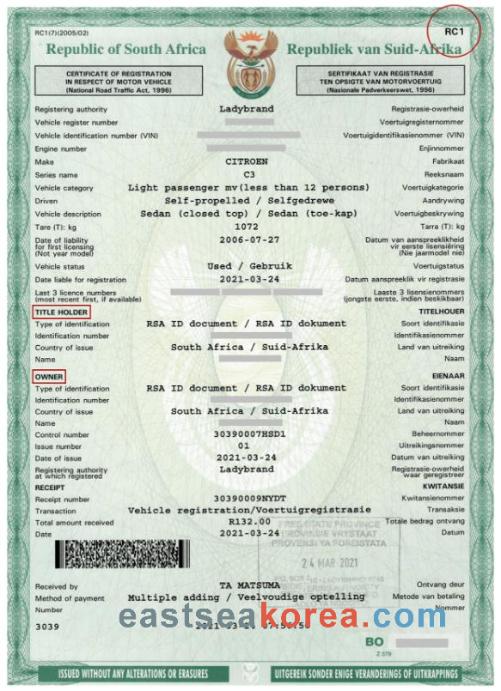 RC1(7)(2005/02)
RC1
Republic of South Africa Republiek van Suid-Afrika
CERTIFICATE OF REGISTRATION
IN RESPECT OF MOTOR VEHICLE
(National Road Traffic Act, 1996)
SERTIFIKAAT VAN REGISTRASIE
TEN OPSIGTE VAN MOTORVOERTUIG
(Nasionale Padverkeerswet, 1996)
Registering authority Ladybrand Registrasie-owerheid
Vehicle register number Voertuigregisternommer
Vehicle identification number (VIN) Voertuigidentifikasienommer (VIN)
Engine number Enjinnommer
Make CITROEN Fabrikaat
Series name C3 Reeksnaam
Vehicle category Light passenger mv(less than 12 persons) Voertuigkategorie
Driven Self-propelled / Selfgedrewe Aandrywing
Vehicle description Sedan (closed top) / Sedan (toe-kap) Voertuigbeskrywing
Tare (T): kg 1072 Tarra (T): kg
Date of liability 2006-07-27 Datum van aanspreeklikheid
for first licensing vir eerste lisensiëring
(Not year model) (Nie jaarmodel nie)
Vehicle status Used / Gebruik Voertuigstatus
Date liable for registration 2021-03-24 Datum aanspreeklik vir registrasie
Last 3 licence numbers Laaste 3 lisensienommers
(most recent first, if available) (jongste eerste, indien beskikbaar)
TITLE HOLDER TITELHOUER
Type of identification RSA ID document / RSA ID dokument Soort identifikasie
Identification number Identifikasienommer
Country of issue South Africa / Suid-Afrika Land van uitreiking
Name Naam
OWNER EIENAAR
Type of identification RSA ID document / RSA ID dokument Soort identifikasie
Identification number Identifikasienommer
Country of issue South Africa / Suid-Afrika Land van uitreiking
Name Naam
Control number 30390007HSD1 Beheernommer
Issue number 01 Uitreikingsnommer
Date of issue 2021-03-24 Datum van uitreiking
Registering authority Ladybrand Registrasie-owerheid
at which registered waar geregistreer
RECEIPT KWITANSIE
Receipt number 30390009NYDT Kwitansienommer
Transaction Vehicle registration/Voertuigregistrasie Transaksie
Total amount received R132.00 Totale bedrag ontvang
Date 2021-03-24 Datum
FREE STATE PROVINCE
PROVINSIE VRYSTAAT
24 MAR 2021
Received by TA MATSUMA Ontvang deur
Method of payment Multiple adding / Veelvoudige optelling Metode van betaling
Number Nommer
eastseakorea.com
3039
BO
Z 579
ISSUED WITHOUT ANY ALTERATIONS OR ERASURES UITGEREIK SONDER ENIGE VERANDERINGS OF UITKRAPPINGS